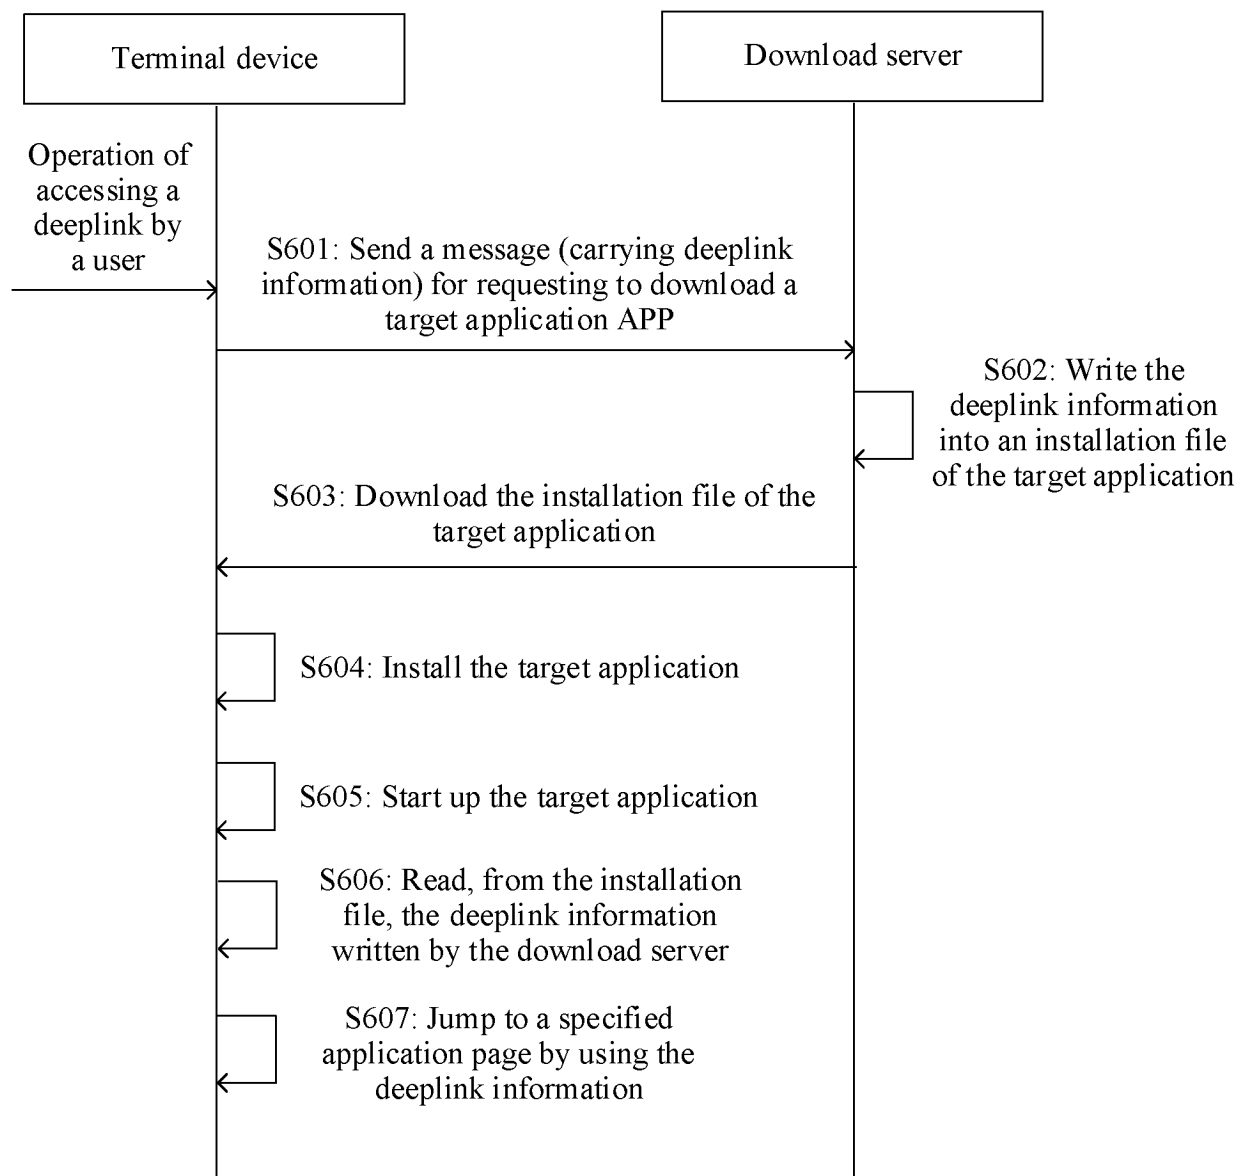 Terminal device
Download server
Operation of
accessing a
deeplink by
a user
S601: Send a message (carrying deeplink
information) for requesting to download a
target application APP
S602: Write the
deeplink information
into an installation file
of the target application
S603: Download the installation file of the
target application
S604: Install the target application
S605: Start up the target application
S606: Read, from the installation
file, the deeplink information
written by the download server
S607: Jump to a specified
application page by using the
deeplink information